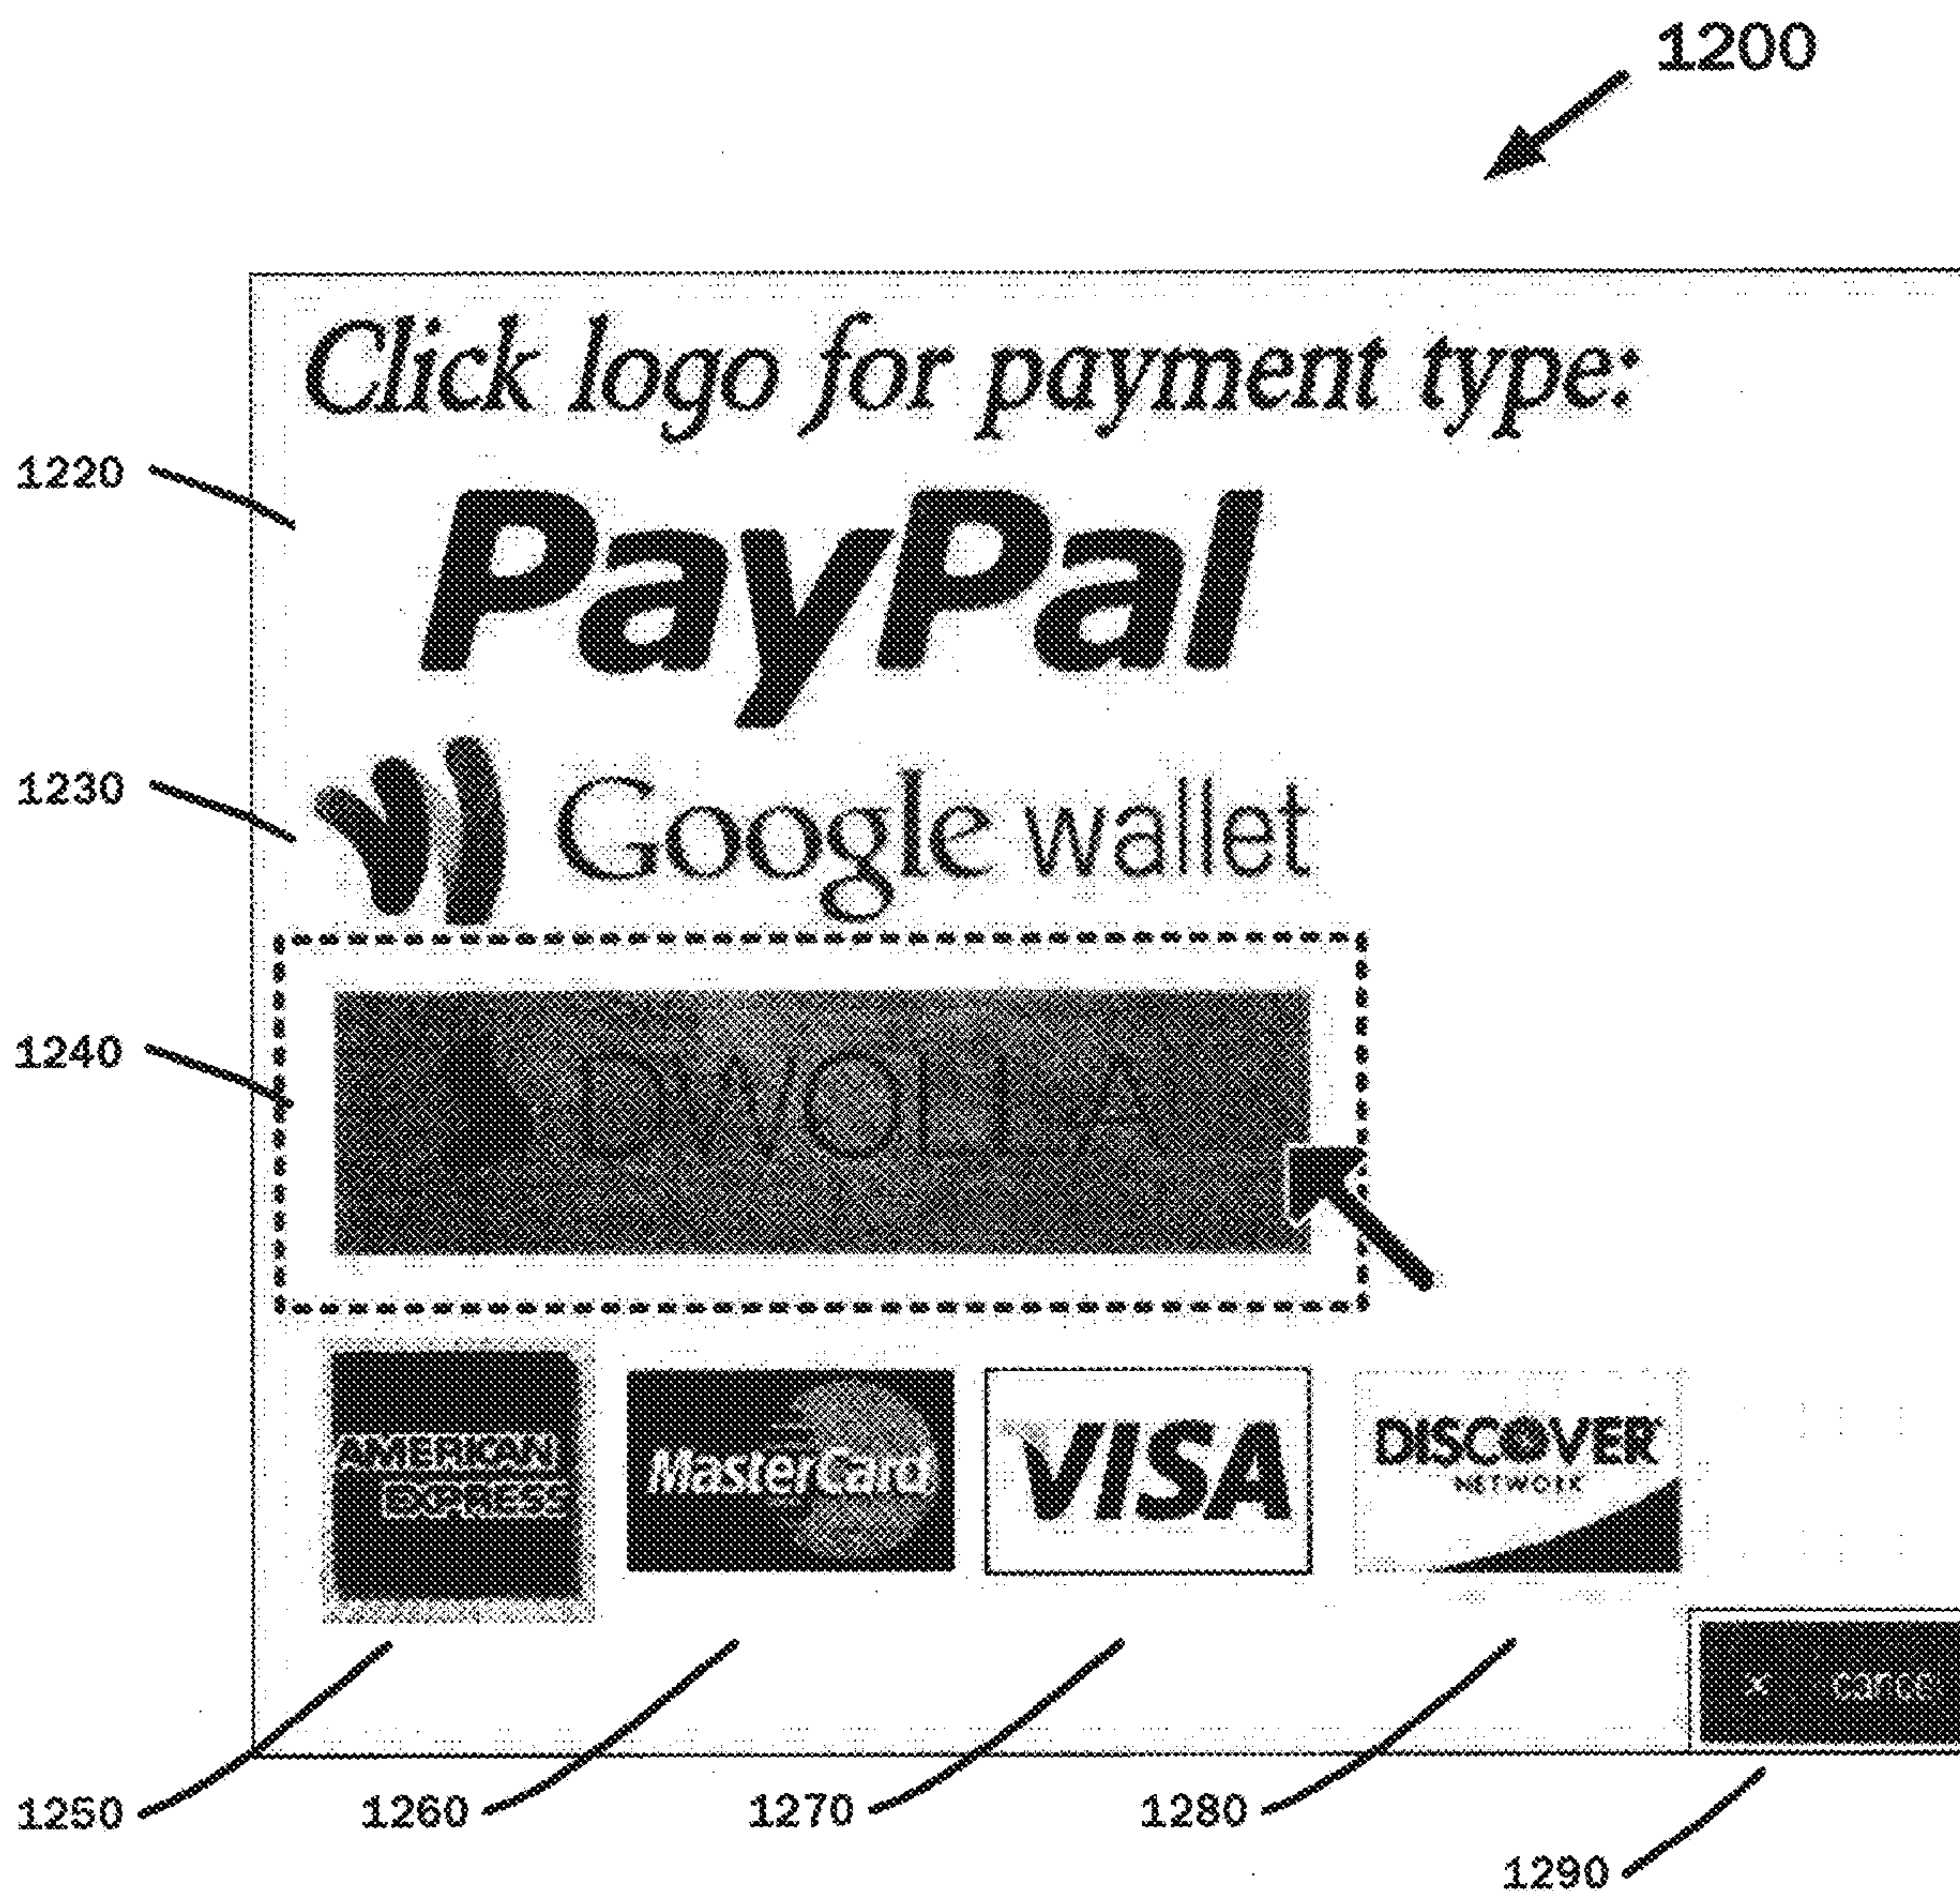 1200
Click logo for payment type:
1220
PayPal
1230
Google wallet
1240
DWOLLA
AMERICAN
EXPRESS
MasterCard
VISA
DISCOVER
NETWORK
x cance
1250
1260
1270
1280
1290